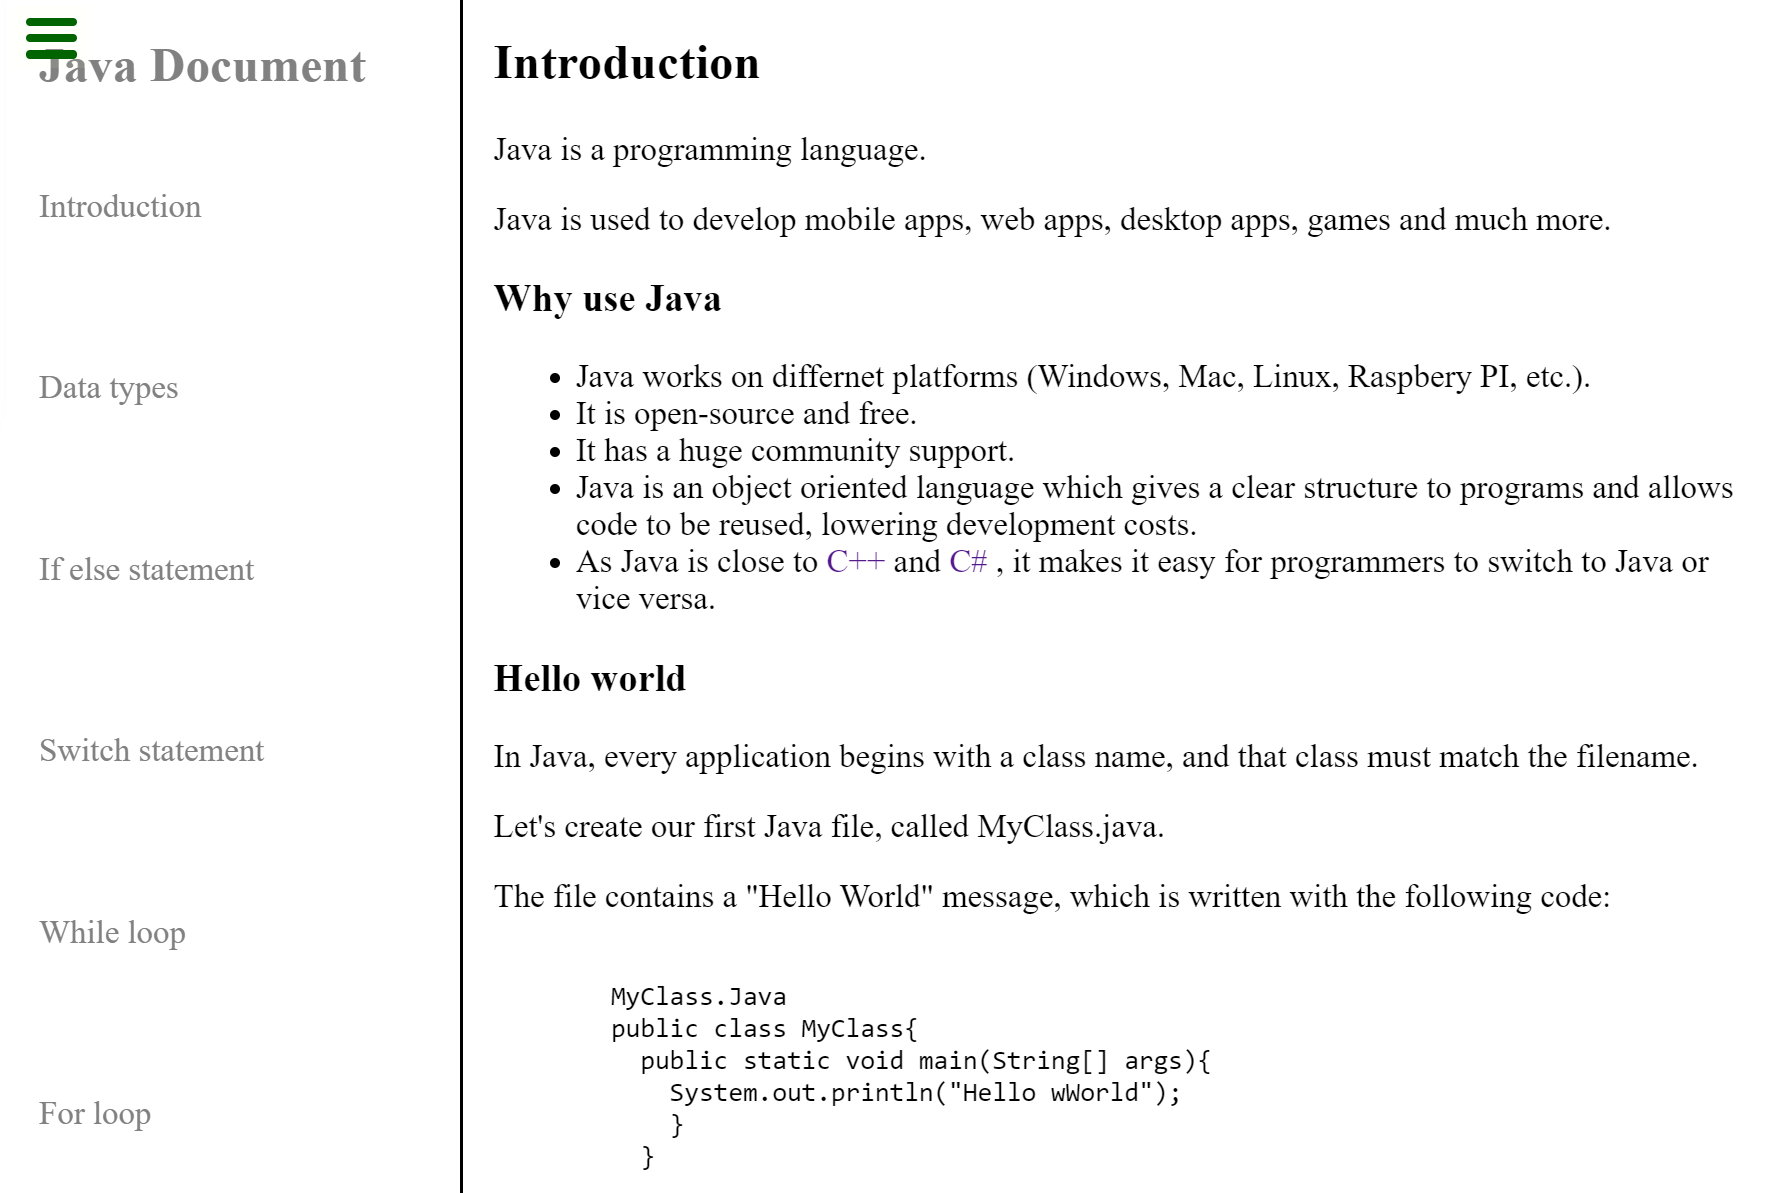 Java Document
Introduction
Data types
If else statement
Switch statement
While loop
For loop
Introduction
Java is a programming language.
Java is used to develop mobile apps, web apps, desktop apps, games and much more.
Why use Java
Java works on differnet platforms (Windows, Mac, Linux, Raspbery PI, etc.).
It is open-source and free.
It has a huge community support.
Java is an object oriented language which gives a clear structure to programs and allows
code to be reused, lowering development costs.
As Java is close to C++ and C# , it makes it easy for programmers to switch to Java or
vice versa.
Hello world
In Java, every application begins with a class name, and that class must match the filename.
Let's create our first Java file, called MyClass.java.
The file contains a "Hello World" message, which is written with the following code:
MyClass.Java
public class MyClass{
public static void main(String[] args){
System.out.println("Hello wWorld");
}
}